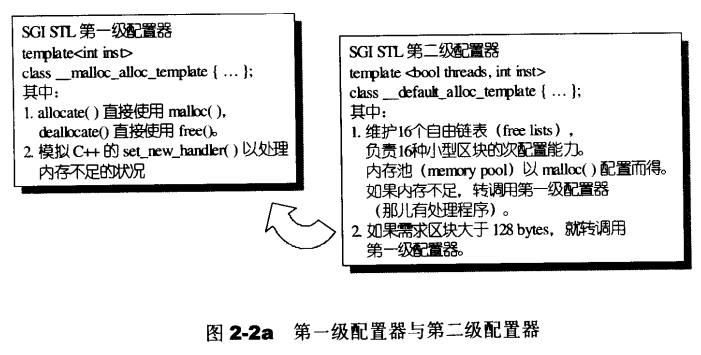 SGI STL 第一级配置器
template<int inst>
class __malloc_alloc_template { … };
其中：
1. allocate( ) 直接使用 malloc( )，
deallocate() 直接使用 free()。
2. 模拟 C++ 的 set_new_handler( ) 以处理
内存不足的状况
SGI STL 第二级配置器
template <bool threads, int inst>
class __default_alloc_template { … };
其中：
1. 维护16个自由链表（free lists），
负责16种小型区块的次配置能力。
内存池（memory pool）以 malloc( ) 配置而得。
如果内存不足，转调用第一级配置器
（那儿有处理程序）。
2. 如果需求区块大于 128 bytes，就转调用
第一级配置器。
图 2-2a 第一级配置器与第二级配置器